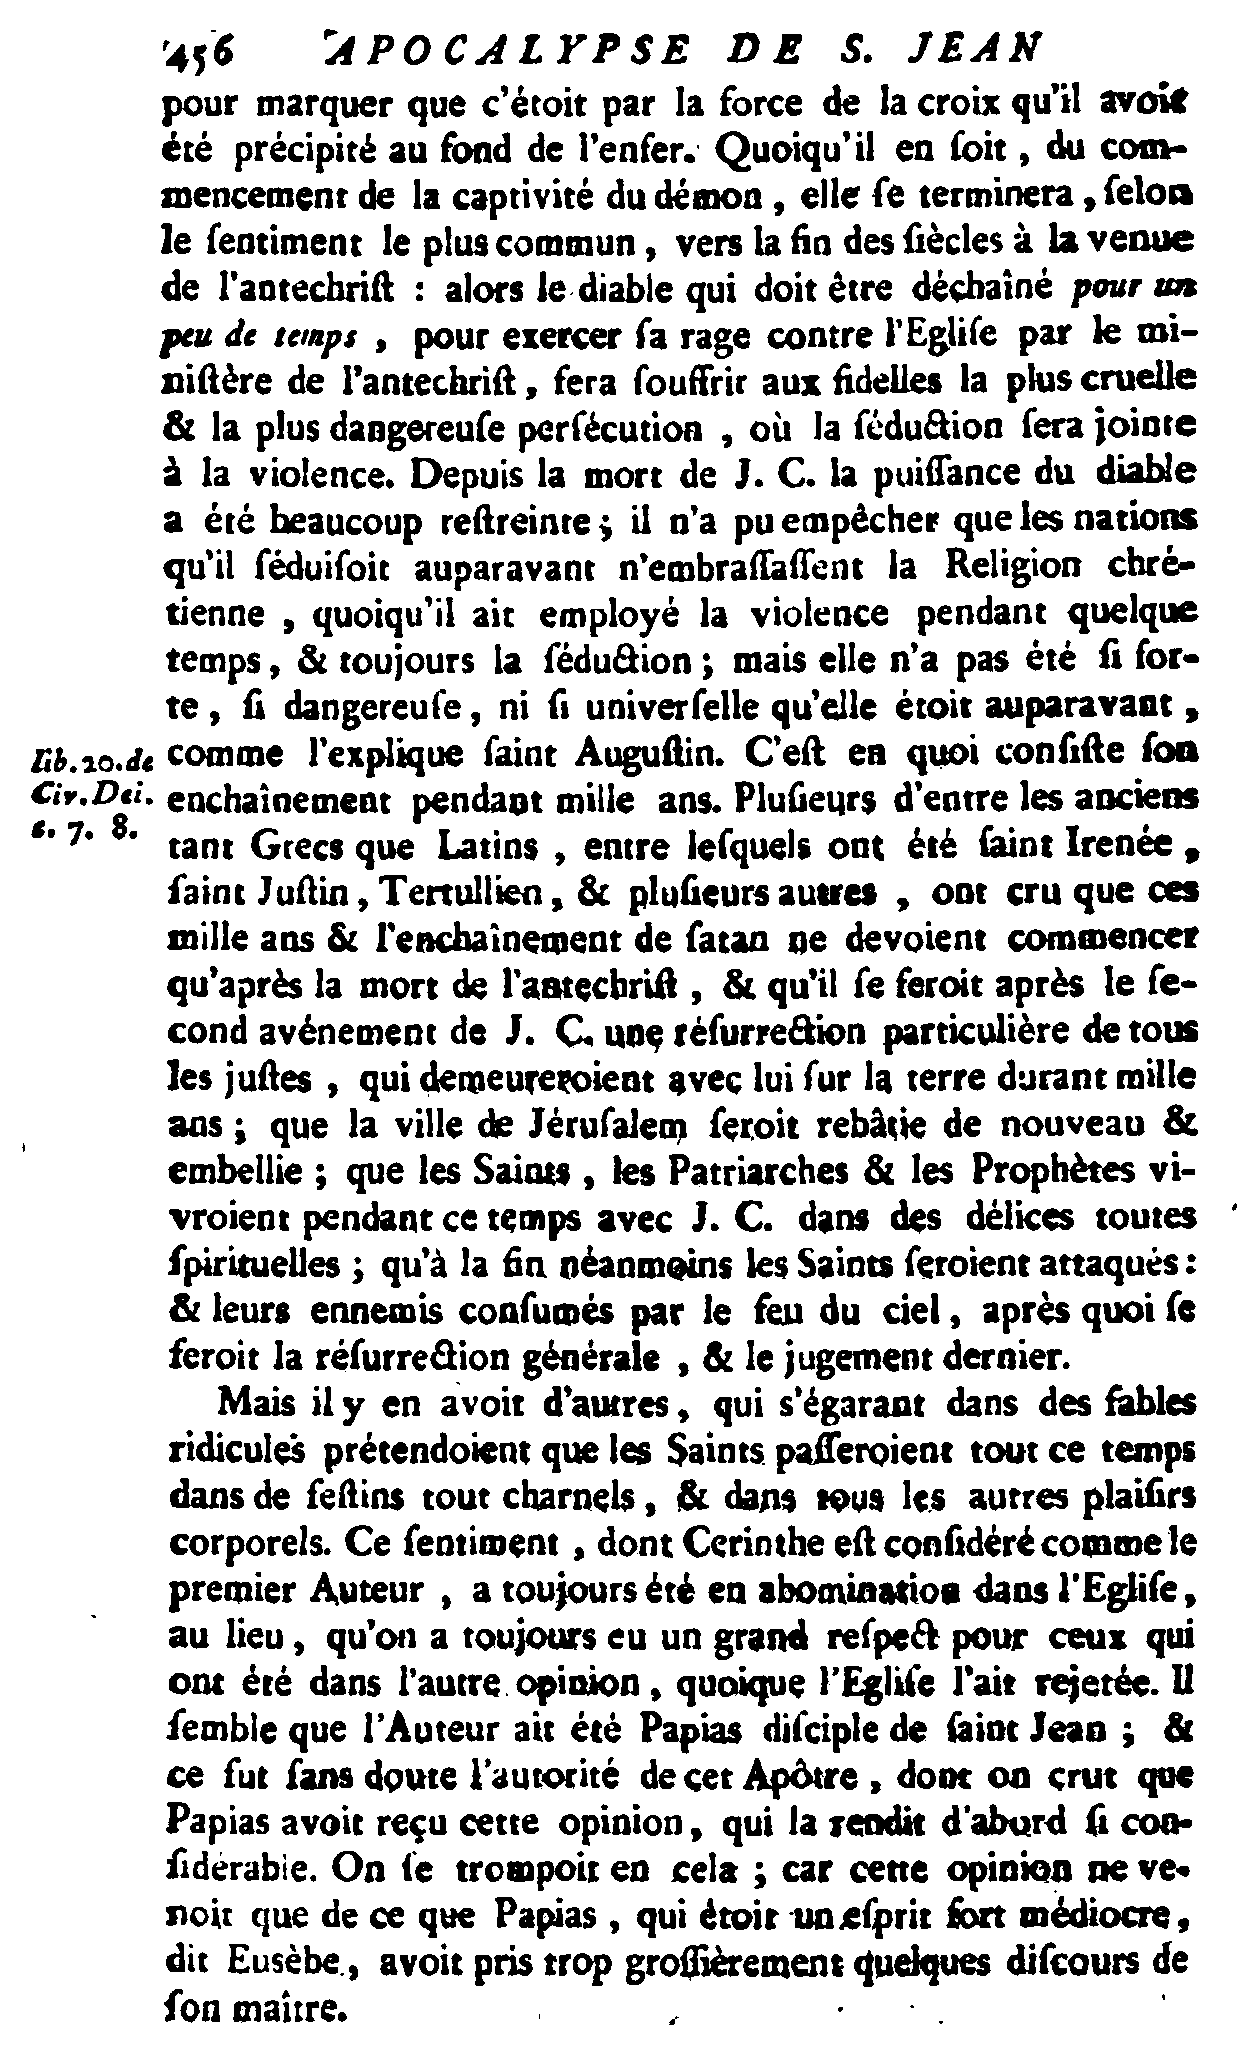 456 APOCALYPSE DE S. JEAN
pour marquer que c'étoit par la force de la croix qu'il avoit
été précipité au fond de l'enfer. Quoiqu'il en ſoit, du com-
mencement de la captivité du démon, elle ſe terminera, ſelon
le ſentiment le plus commun, vers la fin des ſiècles à la venue
de l'antechriſt : alors le diable qui doit être déchaîné pour un
peu de temps, pour exercer ſa rage contre l'Egliſe par le mi-
niſtère de l'antechriſt, fera ſouffrir aux fidelles la plus cruelle
& la plus dangereuſe perſécution, où la ſéduction ſera jointe
à la violence. Depuis la mort de J. C. la puiſſance du diable
a été beaucoup reſtreinte ; il n'a pu empêcher que les nations
qu'il ſéduiſoit auparavant n'embraſſaſſent la Religion chré-
tienne, quoiqu'il ait employé la violence pendant quelque
temps, & toujours la ſéduction ; mais elle n'a pas été ſi for-
te, ſi dangereuſe, ni ſi univerſelle qu'elle étoit auparavant,
comme l'explique ſaint Auguſtin. C'eſt en quoi conſiſte ſon
lib. 20. de
Civ. Dei.
c. 7. 8.
enchaînement pendant mille ans. Pluſieurs d'entre les anciens
tant Grecs que Latins, entre leſquels ont été ſaint Irenée,
ſaint Juſtin, Tertullien, & pluſieurs autres, ont cru que ces
mille ans & l'enchaînement de ſatan ne devoient commencer
qu'après la mort de l'antechriſt, & qu'il ſe feroit après le ſe-
cond avénement de J. C. une réſurrection particulière de tous
les juſtes, qui demeureroient avec lui ſur la terre durant mille
ans ; que la ville de Jéruſalem ſeroit rebâtie de nouveau &
embellie ; que les Saints, les Patriarches & les Prophètes vi-
vroient pendant ce temps avec J. C. dans des délices toutes
ſpirituelles ; qu'à la fin néanmoins les Saints ſeroient attaqués :
& leurs ennemis conſumés par le feu du ciel, après quoi ſe
feroit la réſurrection générale, & le jugement dernier.
Mais il y en avoit d'autres, qui s'égarant dans des fables
ridicules prétendoient que les Saints paſſeroient tout ce temps
dans de feſtins tout charnels, & dans tous les autres plaiſirs
corporels. Ce ſentiment, dont Cerinthe eſt conſidéré comme le
premier Auteur, a toujours été en abomination dans l'Egliſe,
au lieu, qu'on a toujours eu un grand reſpect pour ceux qui
ont été dans l'autre opinion, quoique l'Egliſe l'ait rejetée. Il
ſemble que l'Auteur ait été Papias diſciple de ſaint Jean ; &
ce fut ſans doute l'autorité de cet Apôtre, dont on crut que
Papias avoit reçu cette opinion, qui la rendit d'abord ſi con-
ſidérable. On ſe trompoit en cela ; car cette opinion ne ve-
noit que de ce que Papias, qui étoit un eſprit fort médiocre,
dit Eusèbe, avoit pris trop groſſièrement quelques diſcours de
ſon maître.